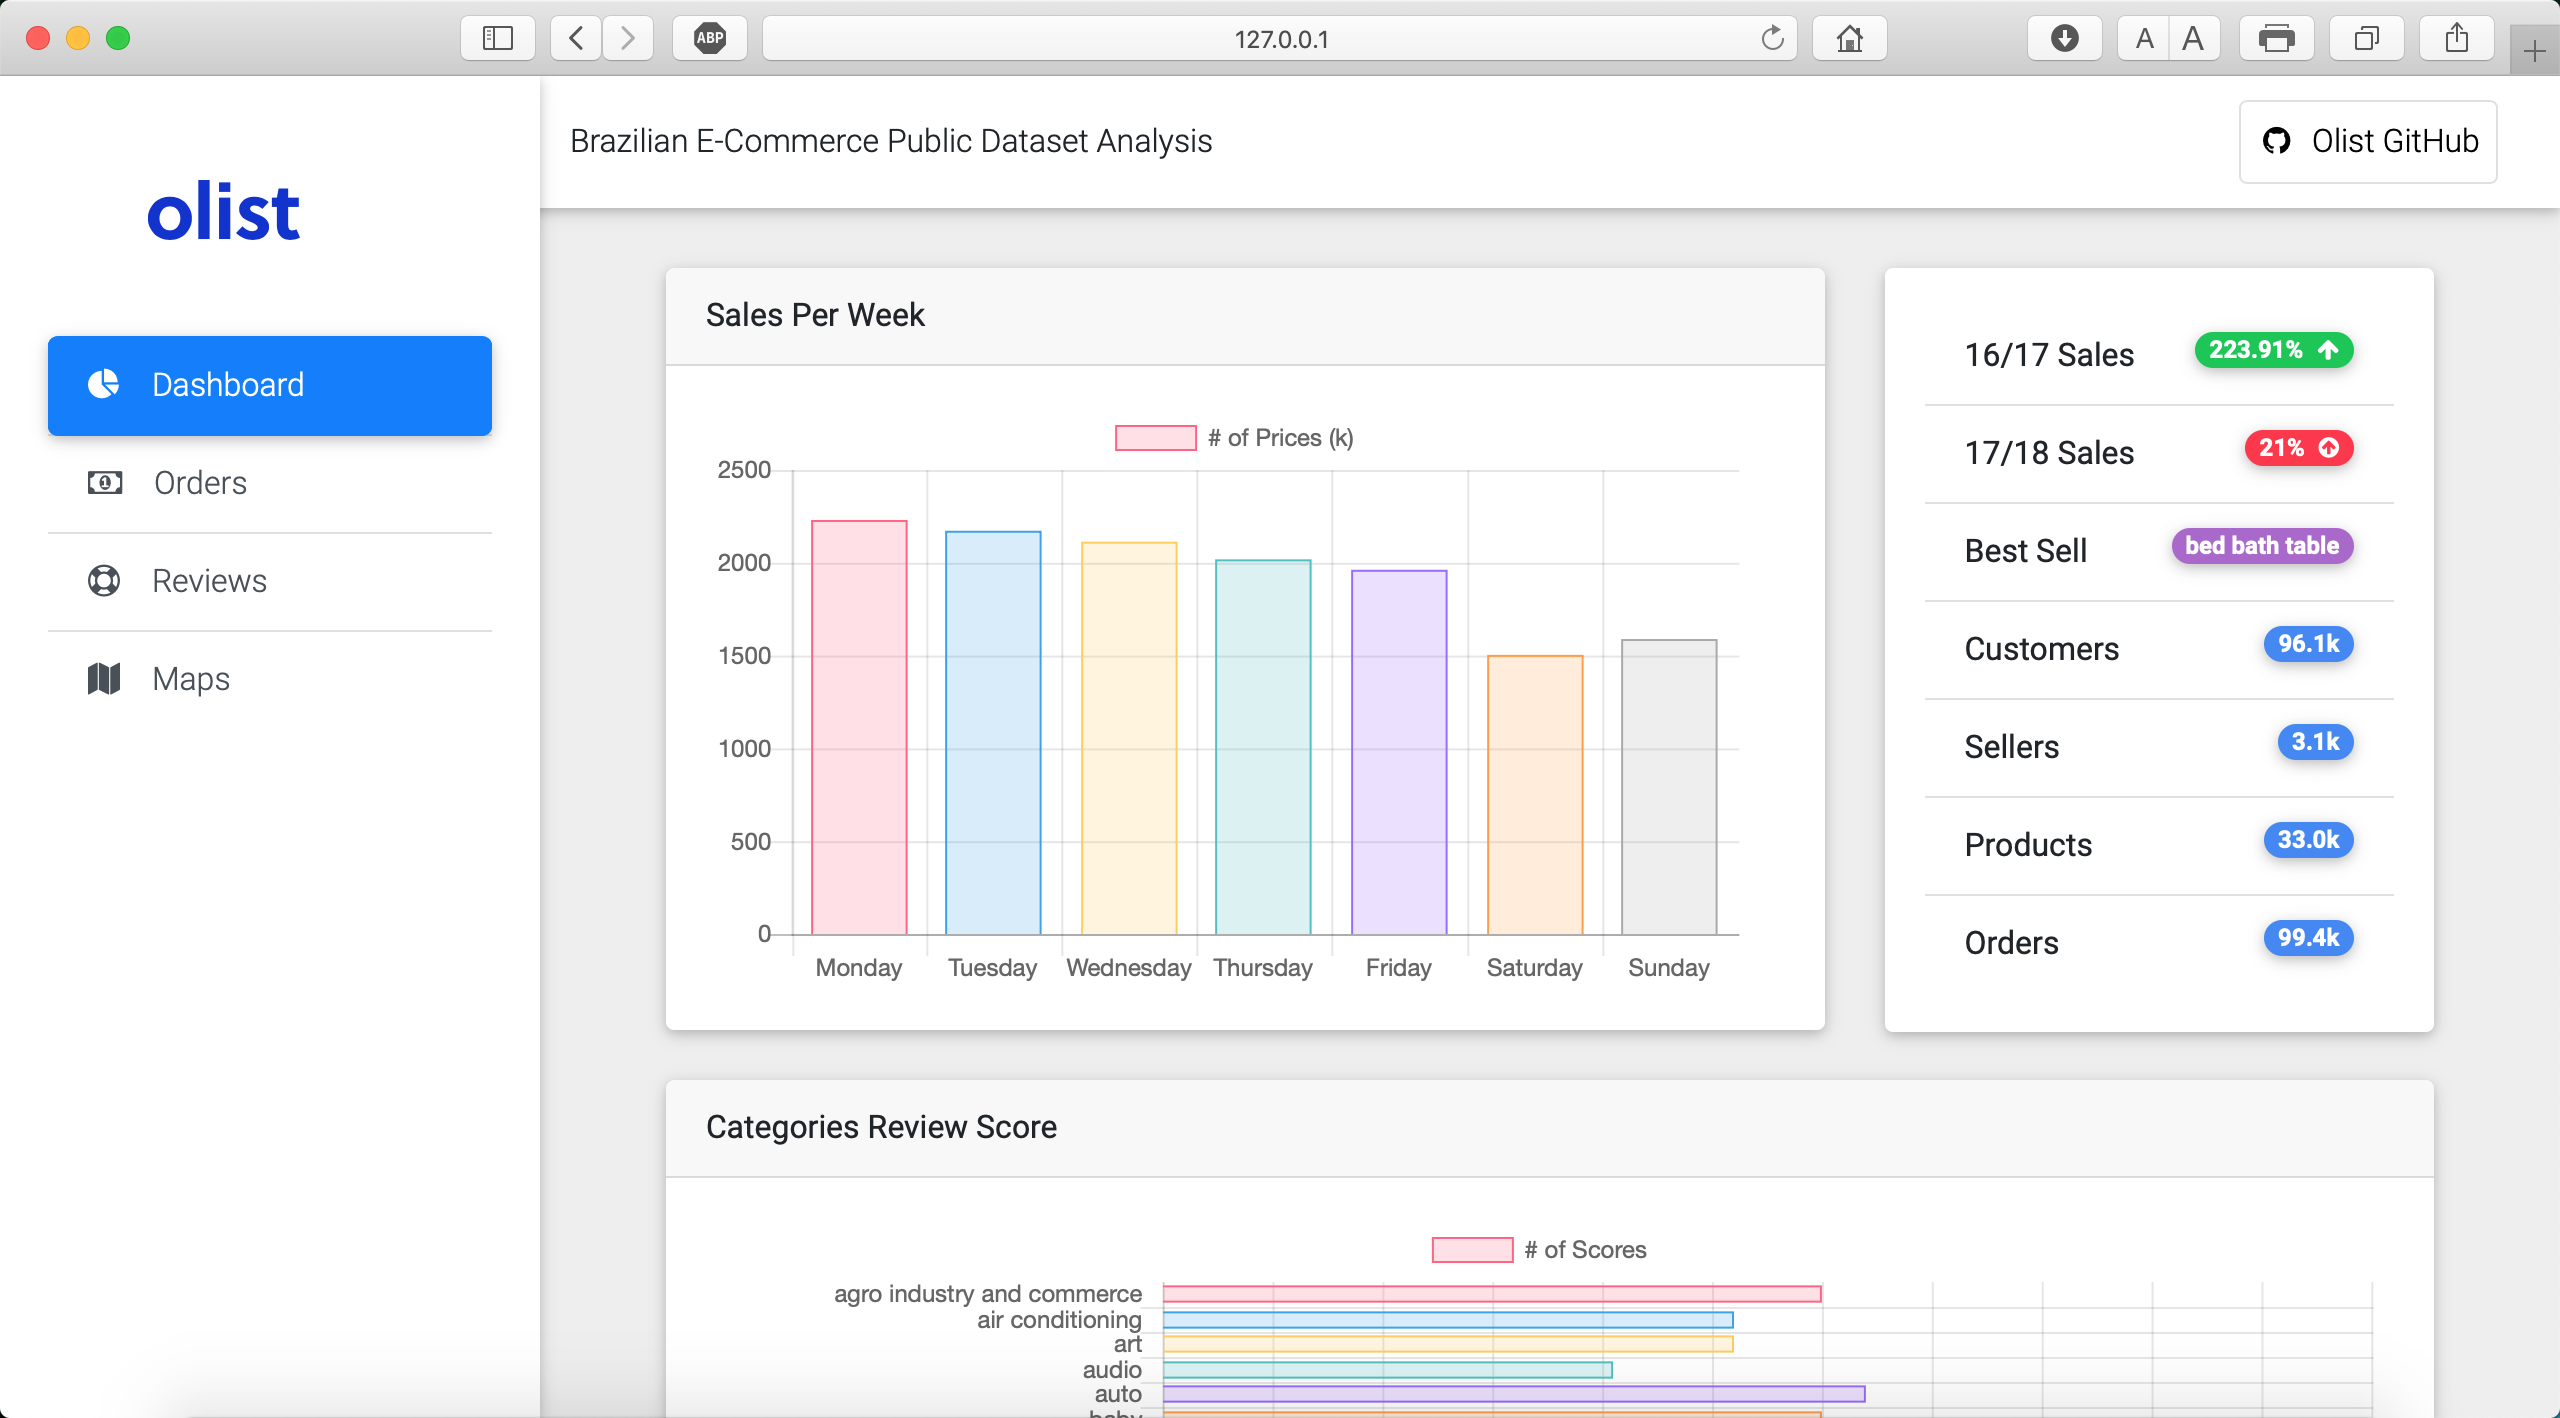 ABP
127.0.0.1
A A
olist
Dashboard
Orders
Reviews
Maps
Brazilian E-Commerce Public Dataset Analysis
Olist GitHub
Sales Per Week
# of Prices (k)
2500
2000
1500
1000
500
0
Monday Tuesday Wednesday Thursday Friday Saturday Sunday
16/17 Sales 223.91%
17/18 Sales 21%
Best Sell bed bath table
Customers 96.1k
Sellers 3.1k
Products 33.0k
Orders 99.4k
Categories Review Score
# of Scores
agro industry and commerce
air conditioning
art
audio
auto